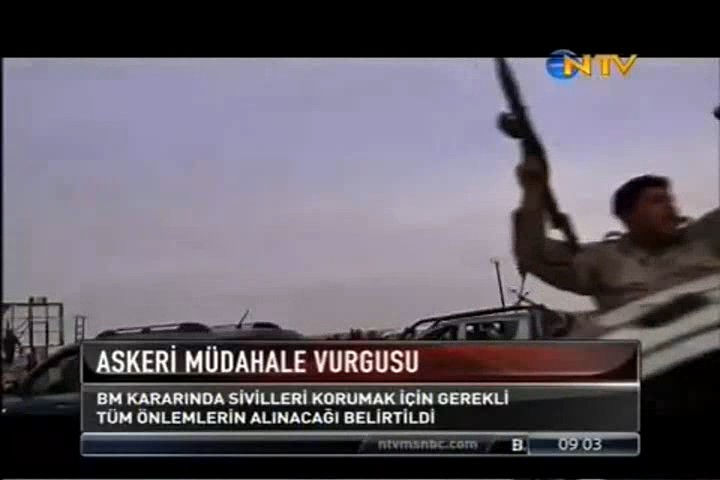 NTV
ASKERİ MÜDAHALE VURGUSU
BM KARARINDA SİVİLLERİ KORUMAK İÇİN GEREKLİ
TÜM ÖNLEMLERİN ALINACAĞI BELİRTİLDİ
ntvmsnbc.com B. 09:03